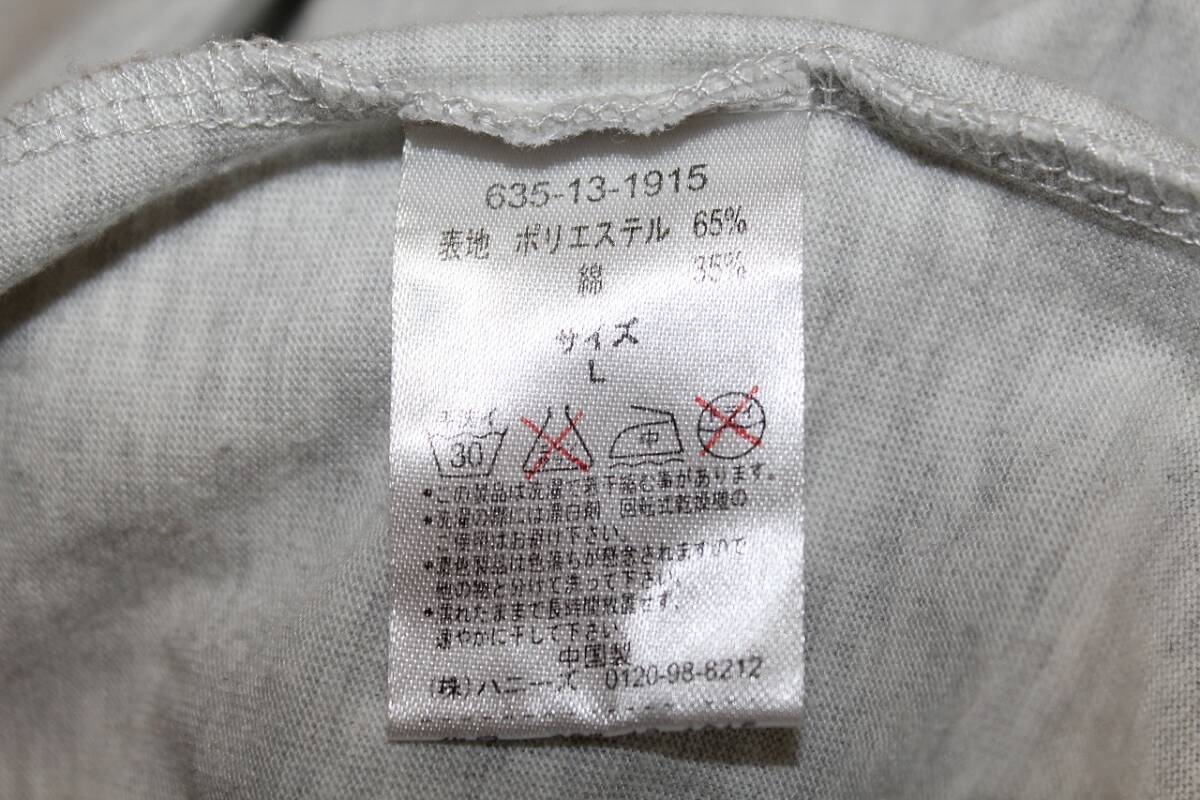 635-13-1915
表地 ポリエステル 65%
綿 35%
サイズ
L
30 中
•この製品は洗濯で若干縮む事があります。
•洗濯の際には漂白剤 回転式乾燥機の
ご使用はお避け下さい
•濃色製品は色落ちが懸念されますので
他の物と分けて洗って下さい。
•濡れたままで長時間放置せず、
速やかに干して下さい
中国製
(株)ハニーズ 0120-98-8212